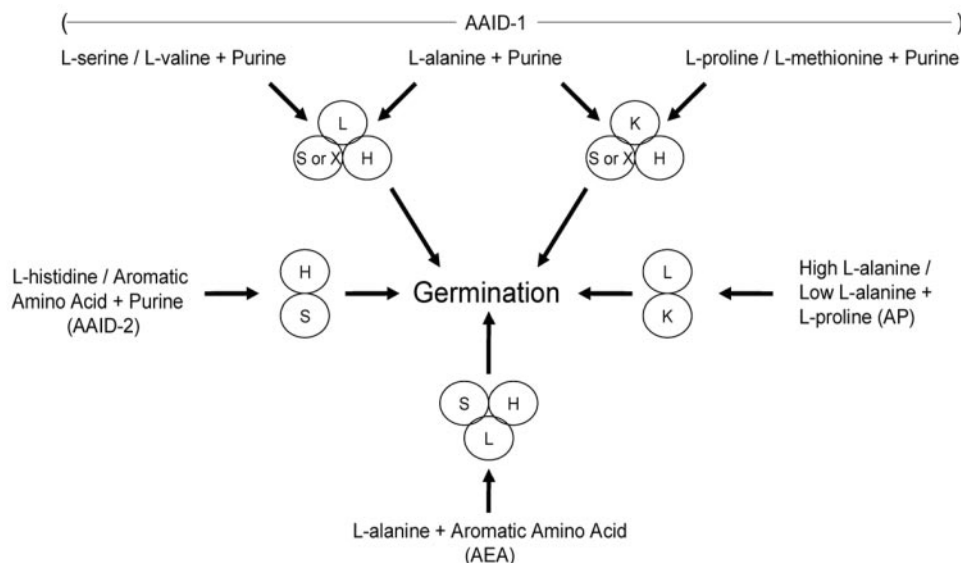 AAID-1
L-serine / L-valine + Purine
L-alanine + Purine
L-proline / L-methionine + Purine
L
S or X
H
K
S or X
H
L-histidine / Aromatic
Amino Acid + Purine
(AAID-2)
H
S
Germination
L
K
High L-alanine /
Low L-alanine +
L-proline (AP)
S
H
L
L-alanine + Aromatic Amino Acid
(AEA)